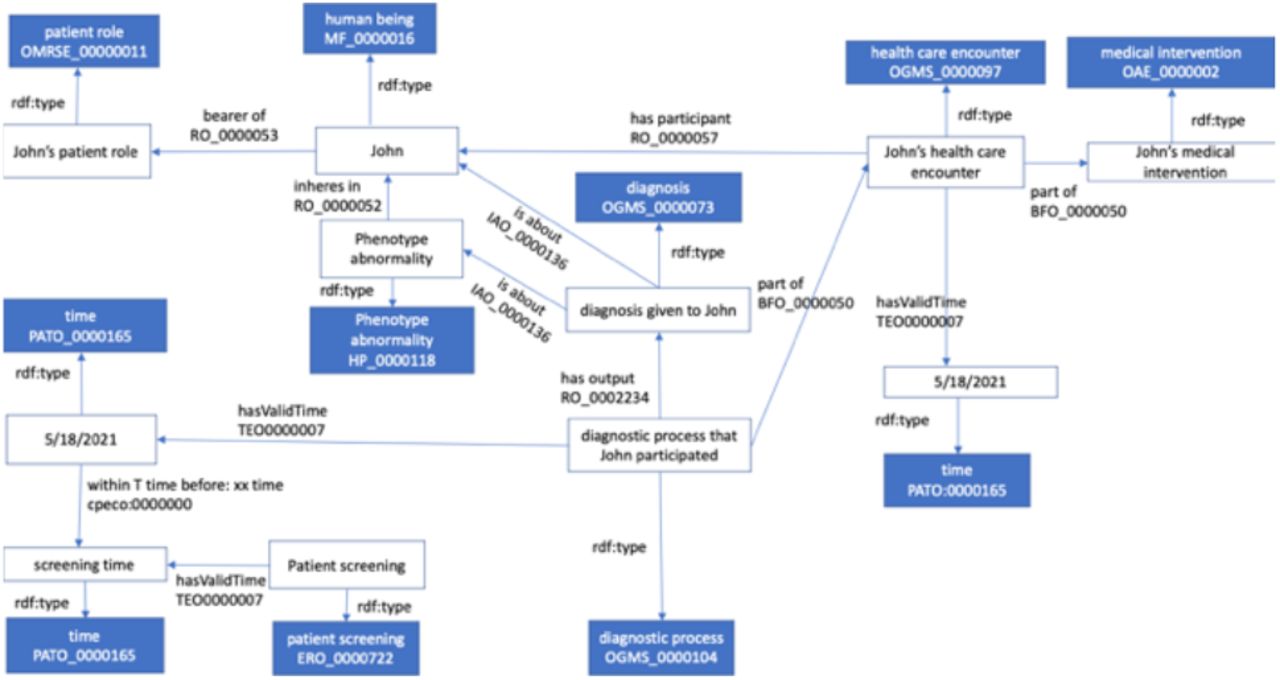 patient role
OMRSE_00000011
human being
MF_0000016
health care encounter
OGMS_0000097
medical intervention
OAE_0000002
rdf:type
rdf:type
rdf:type
rdf:type
bearer of
RO_0000053
has participant
RO_0000057
John's patient role
John
John's health care
encounter
John's medical
intervention
inheres in
RO_0000052
diagnosis
OGMS_0000073
part of
BFO_0000050
is about
IAO_0000136
Phenotype
abnormality
rdf:type
rdf:type
is about
IAO_0000136
part of
BFO_0000050
diagnosis given to John
hasValidTime
TEO0000007
time
PATO_0000165
Phenotype
abnormality
HP_0000118
rdf:type
has output
RO_0002234
5/18/2021
rdf:type
hasValidTime
TEO0000007
5/18/2021
diagnostic process that
John participated
time
PATO:0000165
within T time before: xx time
cpeco:0000000
rdf:type
screening time
Patient screening
hasValidTime
TEO0000007
rdf:type
rdf:type
time
PATO_0000165
patient screening
ERO_0000722
diagnostic process
OGMS_0000104